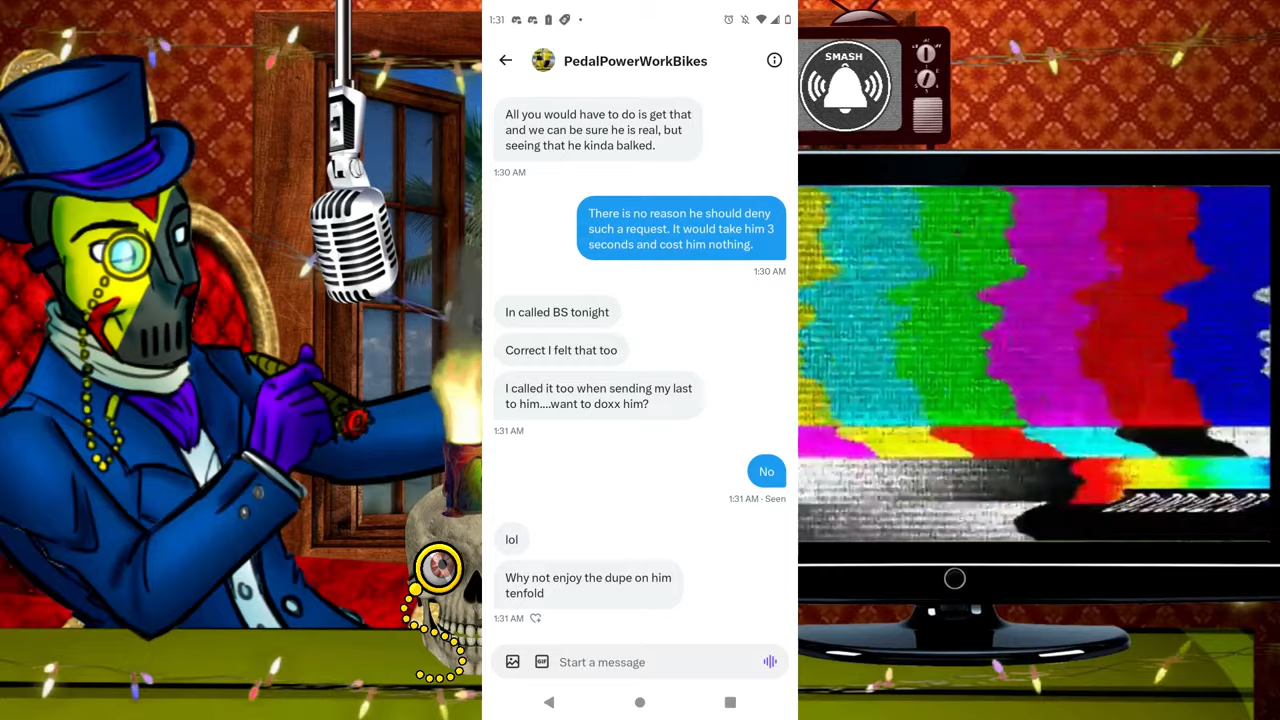 1:31
PedalPowerWorkBikes
All you would have to do is get that
and we can be sure he is real, but
seeing that he kinda balked.
1:30 AM
There is no reason he should deny
such a request. It would take him 3
seconds and cost him nothing.
1:30 AM
In called BS tonight
Correct I felt that too
I called it too when sending my last
to him....want to doxx him?
1:31 AM
No
1:31 AM · Seen
lol
Why not enjoy the dupe on him
tenfold
1:31 AM
GIF
Start a message
SMASH